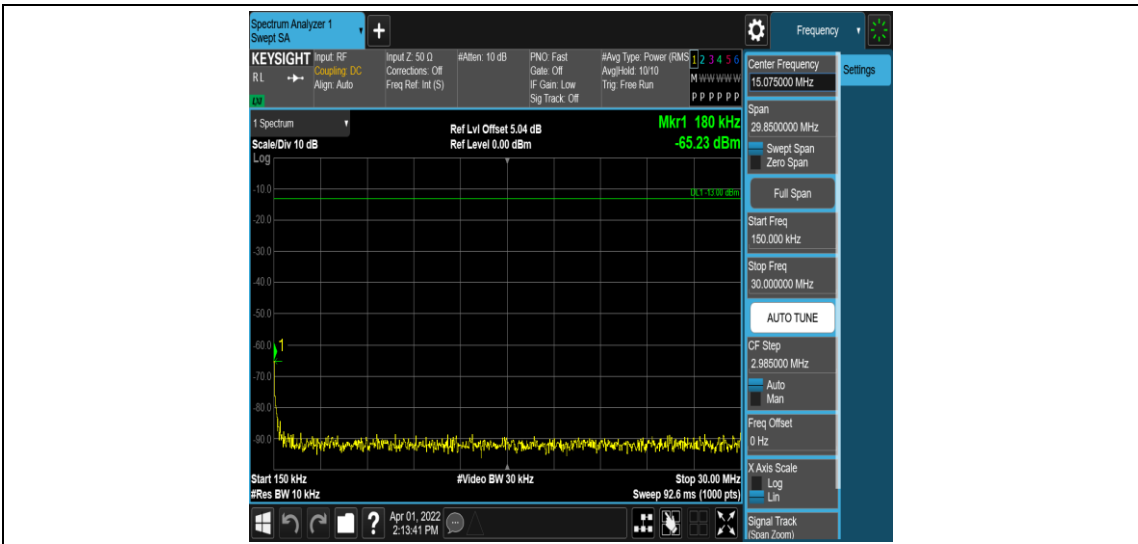 Spectrum Analyzer 1
Swept SA
+
Frequency
KEYSIGHT
RL
LXI
Input: RF
Coupling: DC
Align: Auto
Input Z: 50 Ω
Corrections: Off
Freq Ref: Int (S)
#Atten: 10 dB
PNO: Fast
Gate: Off
IF Gain: Low
Sig Track: Off
#Avg Type: Power (RMS
Avg|Hold: 10/10
Trig: Free Run
1 2 3 4 5 6
M W W W W W
P P P P P P
1 Spectrum
Scale/Div 10 dB
Log
Ref Lvl Offset 5.04 dB
Ref Level 0.00 dBm
Mkr1 180 kHz
-65.23 dBm
DL1 -13.00 dBm
-10.0
-20.0
-30.0
-40.0
-50.0
-60.0
1
-70.0
-80.0
-90.0
Start 150 kHz
#Video BW 30 kHz
Stop 30.00 MHz
#Res BW 10 kHz
Sweep 92.6 ms (1000 pts)
Center Frequency
15.075000 MHz
Settings
Span
29.8500000 MHz
Swept Span
Zero Span
Full Span
Start Freq
150.000 kHz
Stop Freq
30.000000 MHz
AUTO TUNE
CF Step
2.985000 MHz
Auto
Man
Freq Offset
0 Hz
X Axis Scale
Log
Lin
Signal Track
(Span Zoom)
?
Apr 01, 2022
2:13:41 PM